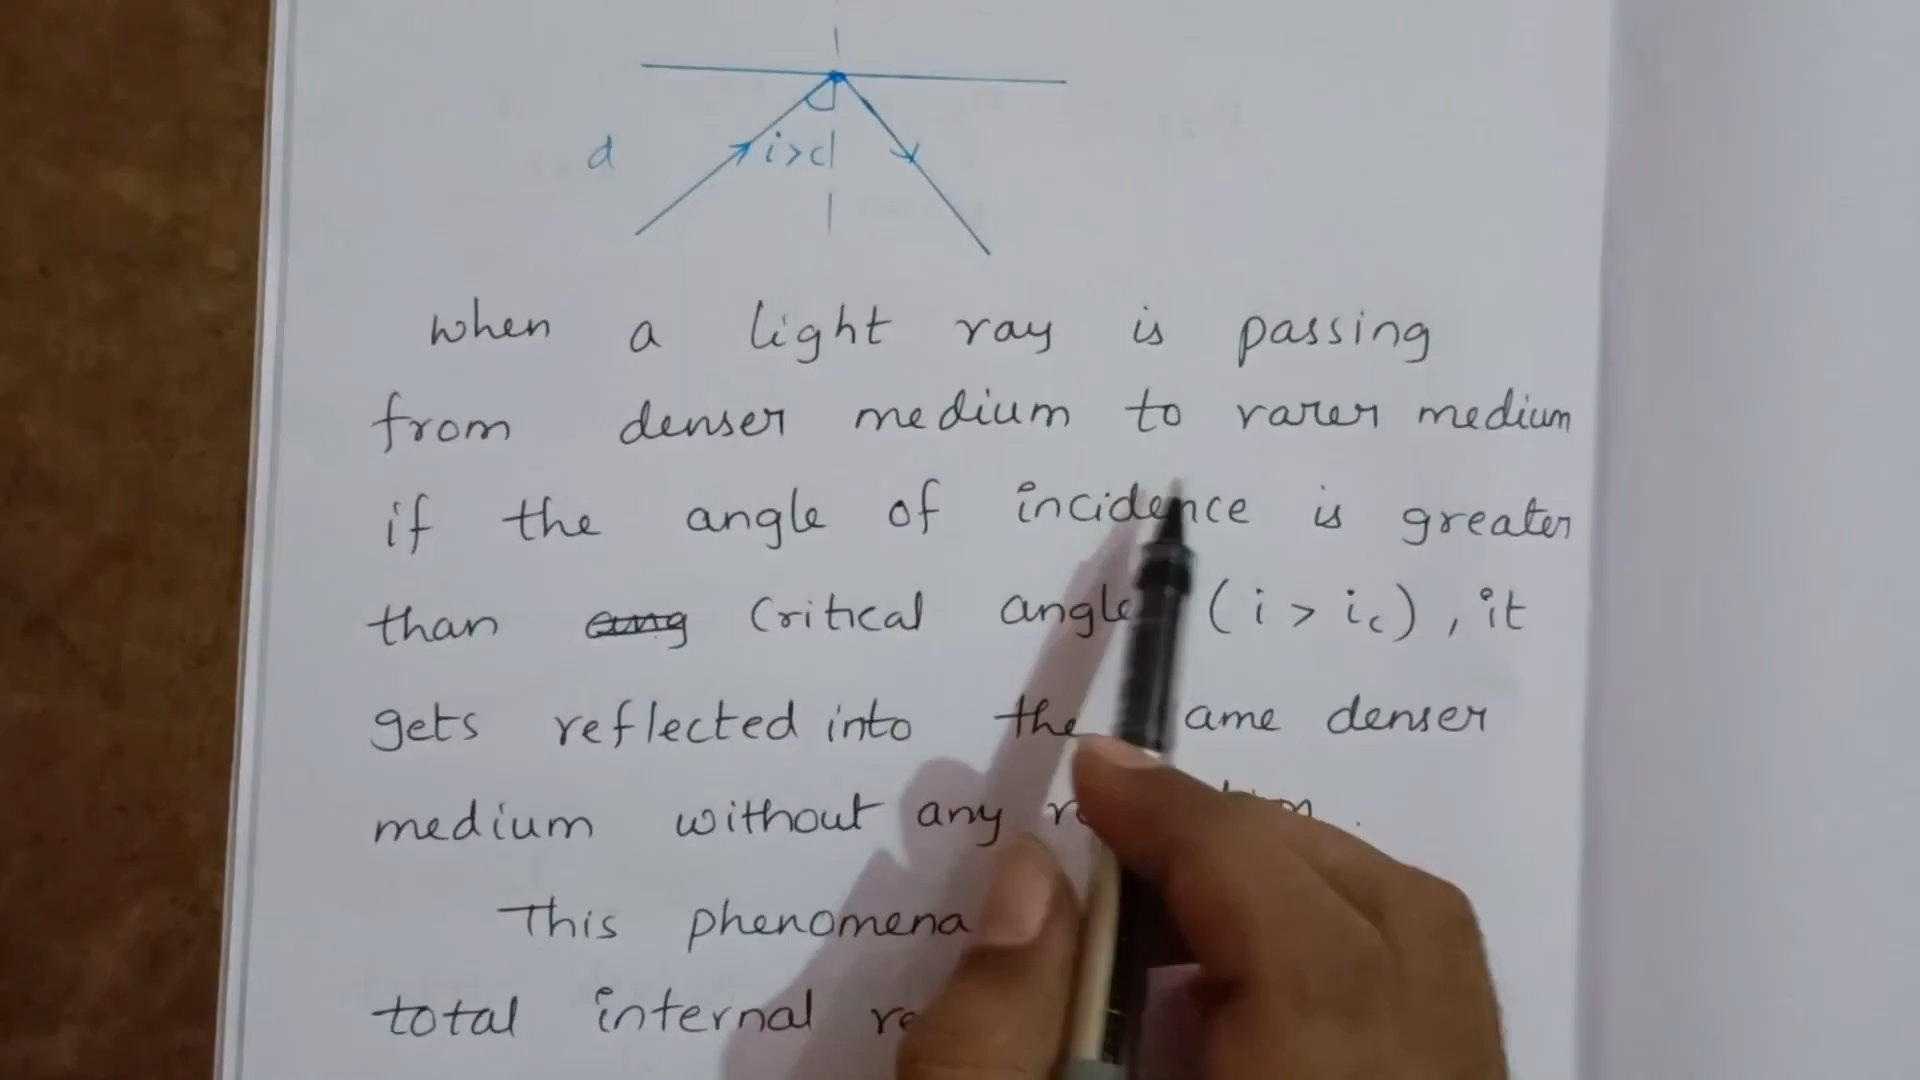 d i>c
when a light ray is passing
from denser medium to rarer medium
if the angle of incidence is greater
than critical angle (i > ic), it
gets reflected into the ame denser
medium without any
This phenomena
total internal